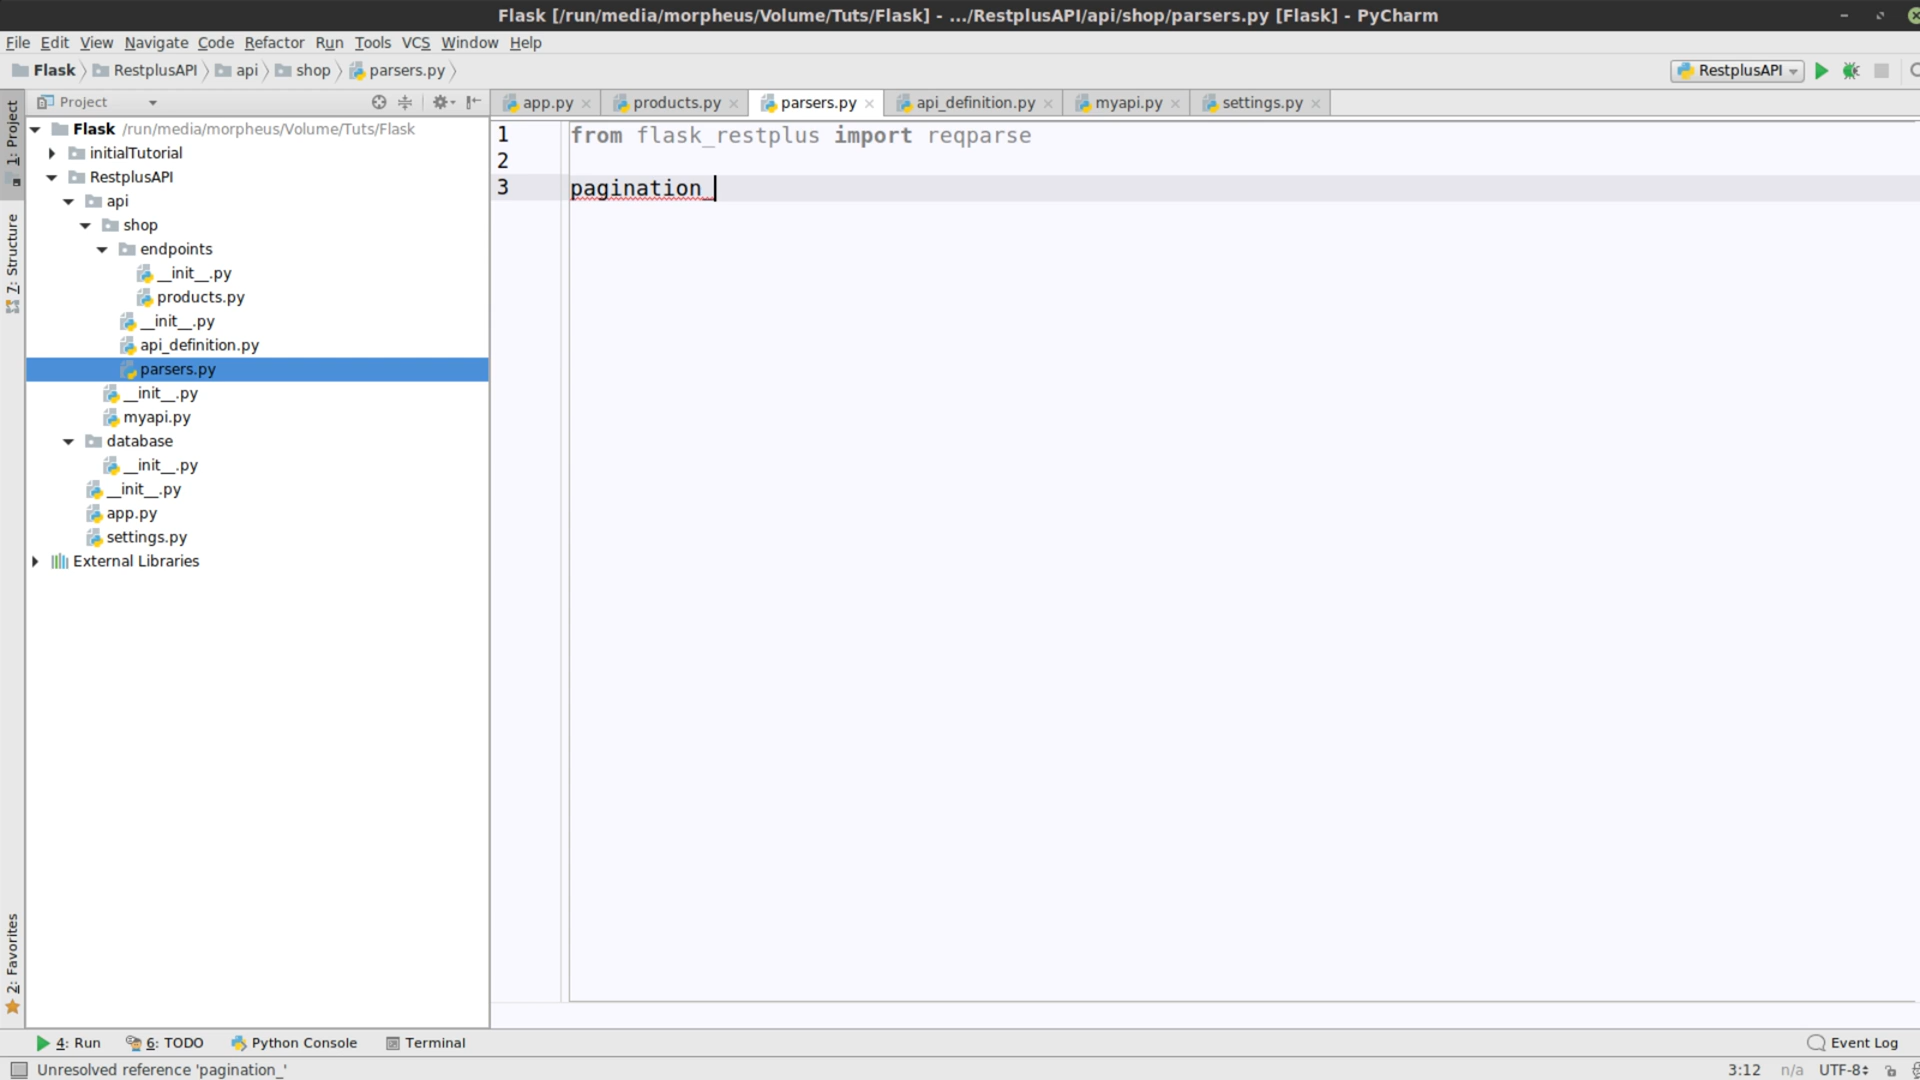 Flask [/run/media/morpheus/Volume/Tuts/Flask] - .../RestplusAPI/api/shop/parsers.py [Flask] - PyCharm
File Edit View Navigate Code Refactor Run Tools VCS Window Help
Flask RestplusAPI api shop parsers.py RestplusAPI
Project app.py products.py parsers.py api_definition.py myapi.py settings.py
1: Project
7: Structure
2: Favorites
Flask /run/media/morpheus/Volume/Tuts/Flask
initialTutorial
RestplusAPI
api
shop
endpoints
__init__.py
products.py
__init__.py
api_definition.py
parsers.py
__init__.py
myapi.py
database
__init__.py
__init__.py
app.py
settings.py
External Libraries
1 from flask_restplus import reqparse
2
3 pagination_
4: Run 6: TODO Python Console Terminal Event Log
Unresolved reference 'pagination_' 3:12 n/a UTF-8